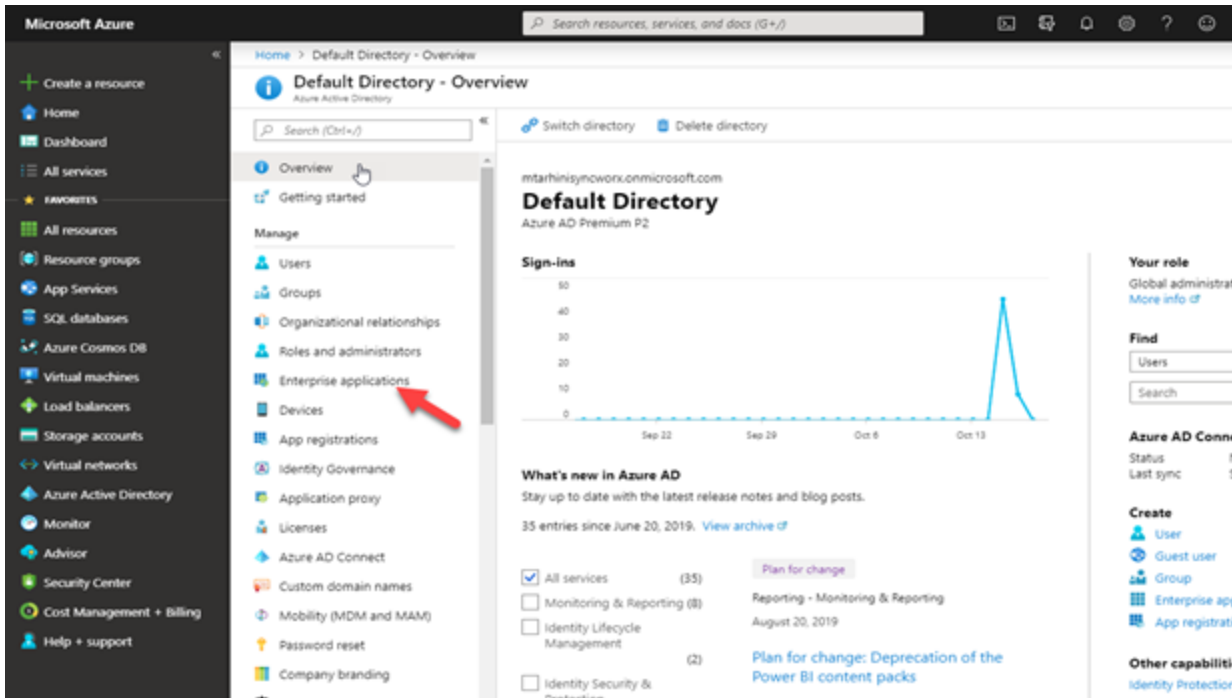 Microsoft Azure
Search resources, services, and docs (G+/)
Create a resource
Home
Dashboard
All services
FAVORITES
All resources
Resource groups
App Services
SQL databases
Azure Cosmos DB
Virtual machines
Load balancers
Storage accounts
Virtual networks
Azure Active Directory
Monitor
Advisor
Security Center
Cost Management + Billing
Help + support
Home > Default Directory - Overview
Default Directory - Overview
Azure Active Directory
Search (Ctrl+/)
Overview
Getting started
Manage
Users
Groups
Organizational relationships
Roles and administrators
Enterprise applications
Devices
App registrations
Identity Governance
Application proxy
Licenses
Azure AD Connect
Custom domain names
Mobility (MDM and MAM)
Password reset
Company branding
Switch directory Delete directory
mtarhinisyncworx.onmicrosoft.com
Default Directory
Azure AD Premium P2
Sign-ins
50
40
30
20
10
0
Sep 22 Sep 29 Oct 6 Oct 13
What's new in Azure AD
Stay up to date with the latest release notes and blog posts.
35 entries since June 20, 2019. View archive
All services (35)
Monitoring & Reporting (8)
Identity Lifecycle
Management
(2)
Identity Security &
Plan for change
Reporting - Monitoring & Reporting
August 20, 2019
Plan for change: Deprecation of the
Power BI content packs
Your role
Global administrat
More info
Find
Users
Search
Azure AD Conn
Status
Last sync
Create
User
Guest user
Group
Enterprise ap
App registrati
Other capabiliti
Identity Protection